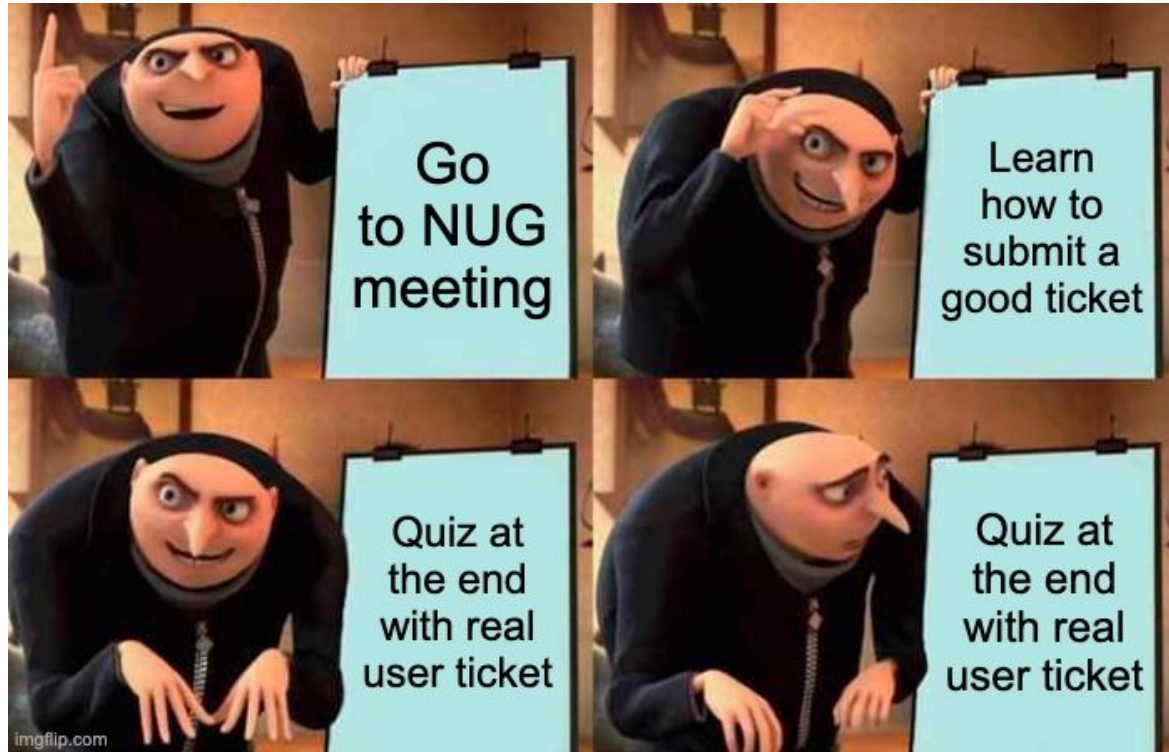 Go
to NUG
meeting
Learn
how to
submit a
good ticket
Quiz at
the end
with real
user ticket
Quiz at
the end
with real
user ticket
imgflip.com